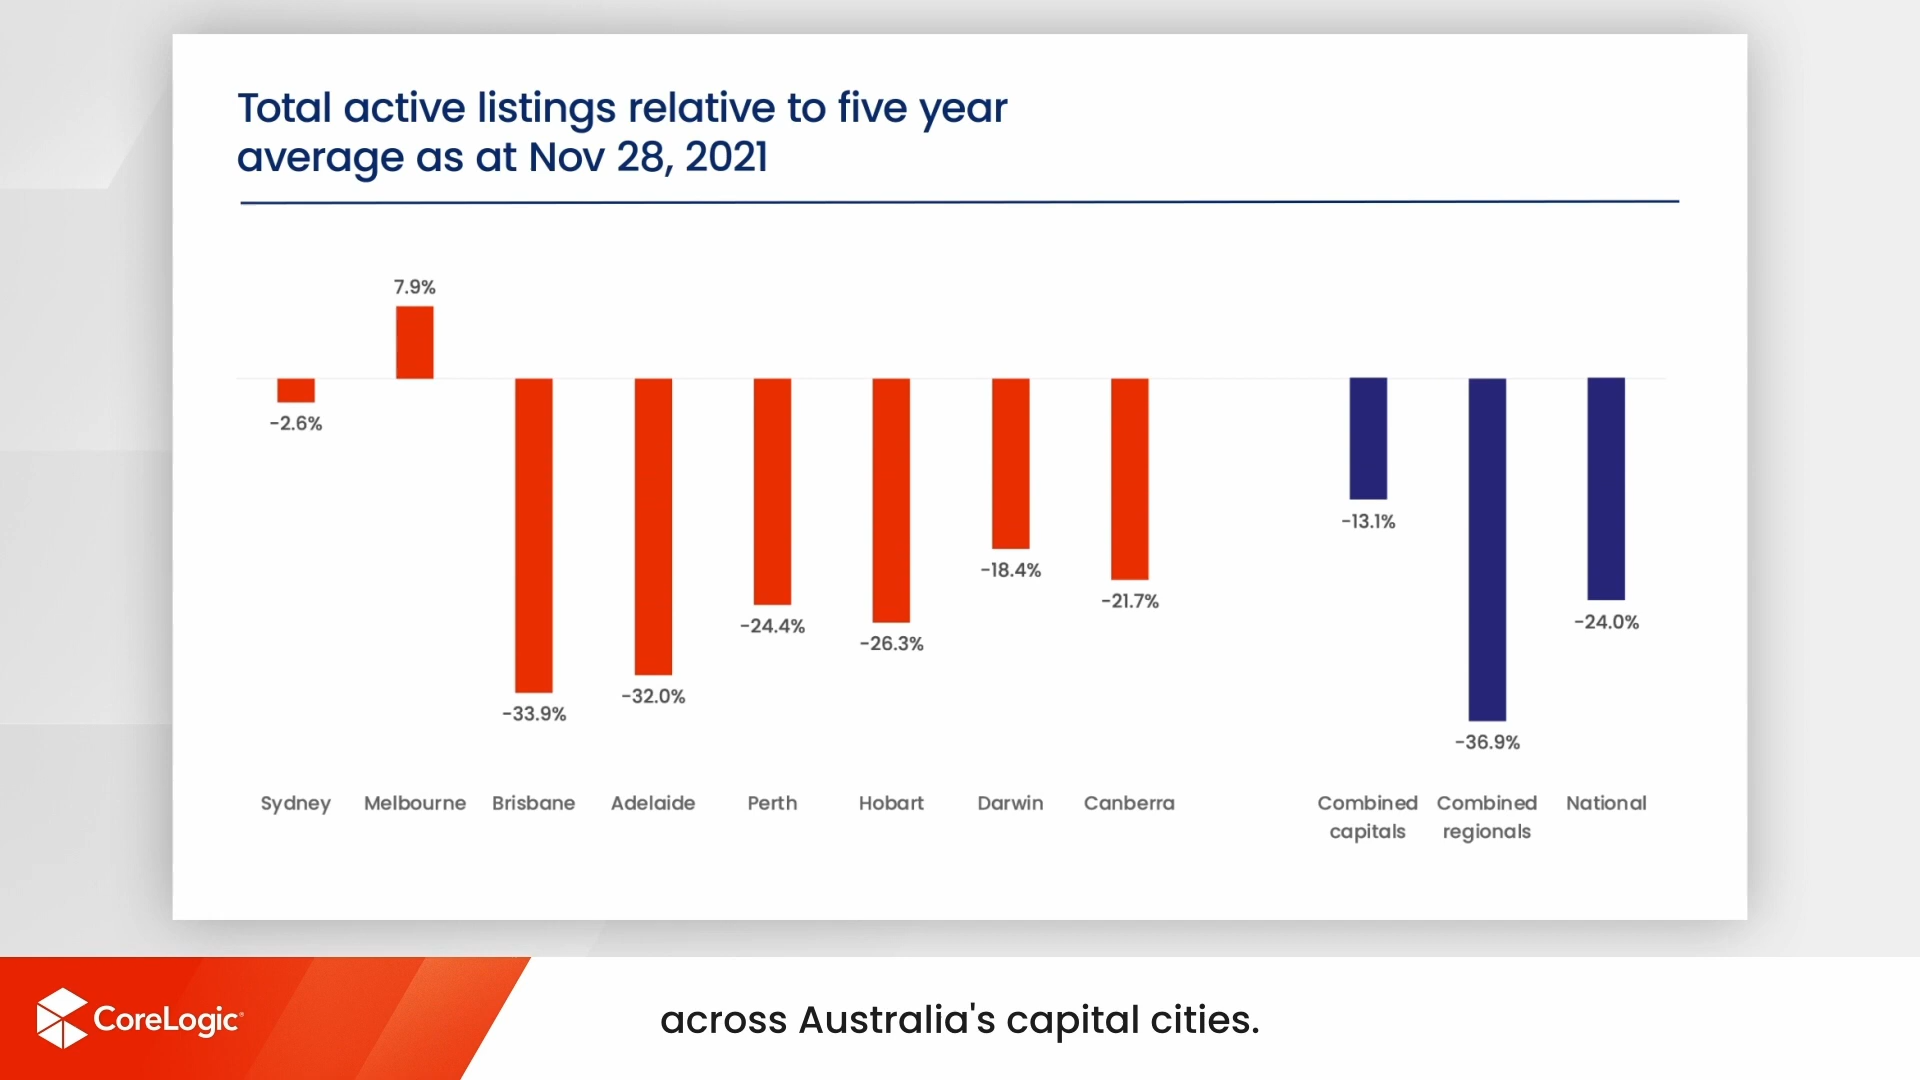 Total active listings relative to five year
average as at Nov 28, 2021
7.9%
-2.6%
-33.9%
-32.0%
-24.4%
-26.3%
-18.4%
-21.7%
-13.1%
-36.9%
-24.0%
Sydney Melbourne Brisbane Adelaide Perth Hobart Darwin Canberra Combined capitals Combined regionals National
CoreLogic
across Australia's capital cities.